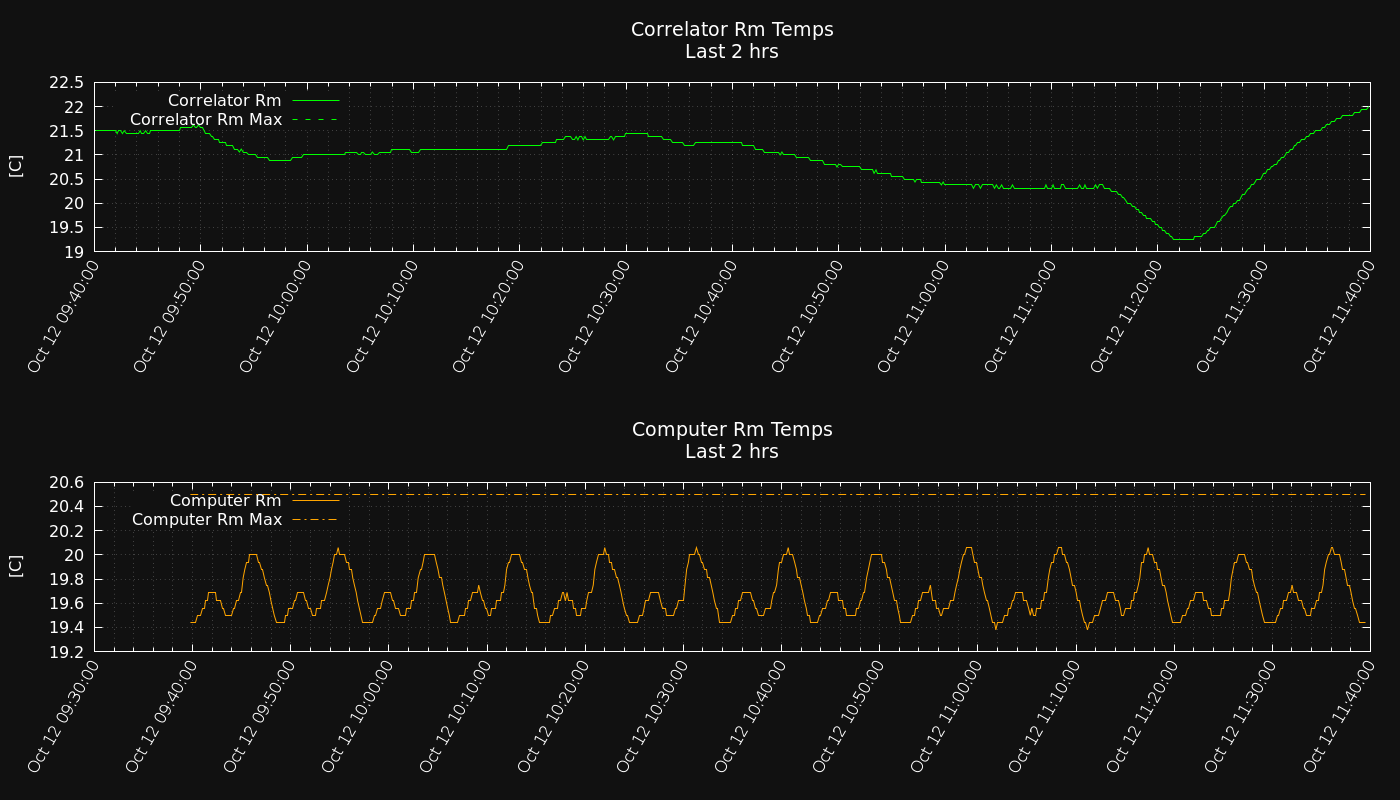 Correlator Rm Temps
Last 2 hrs
22.5
22
21.5
21
20.5
20
19.5
19
[C]
Correlator Rm
Correlator Rm Max
Oct 12 09:40:00
Oct 12 09:50:00
Oct 12 10:00:00
Oct 12 10:10:00
Oct 12 10:20:00
Oct 12 10:30:00
Oct 12 10:40:00
Oct 12 10:50:00
Oct 12 11:00:00
Oct 12 11:10:00
Oct 12 11:20:00
Oct 12 11:30:00
Oct 12 11:40:00
Computer Rm Temps
Last 2 hrs
20.6
20.4
20.2
20
19.8
19.6
19.4
19.2
[C]
Computer Rm
Computer Rm Max
Oct 12 09:30:00
Oct 12 09:40:00
Oct 12 09:50:00
Oct 12 10:00:00
Oct 12 10:10:00
Oct 12 10:20:00
Oct 12 10:30:00
Oct 12 10:40:00
Oct 12 10:50:00
Oct 12 11:00:00
Oct 12 11:10:00
Oct 12 11:20:00
Oct 12 11:30:00
Oct 12 11:40:00